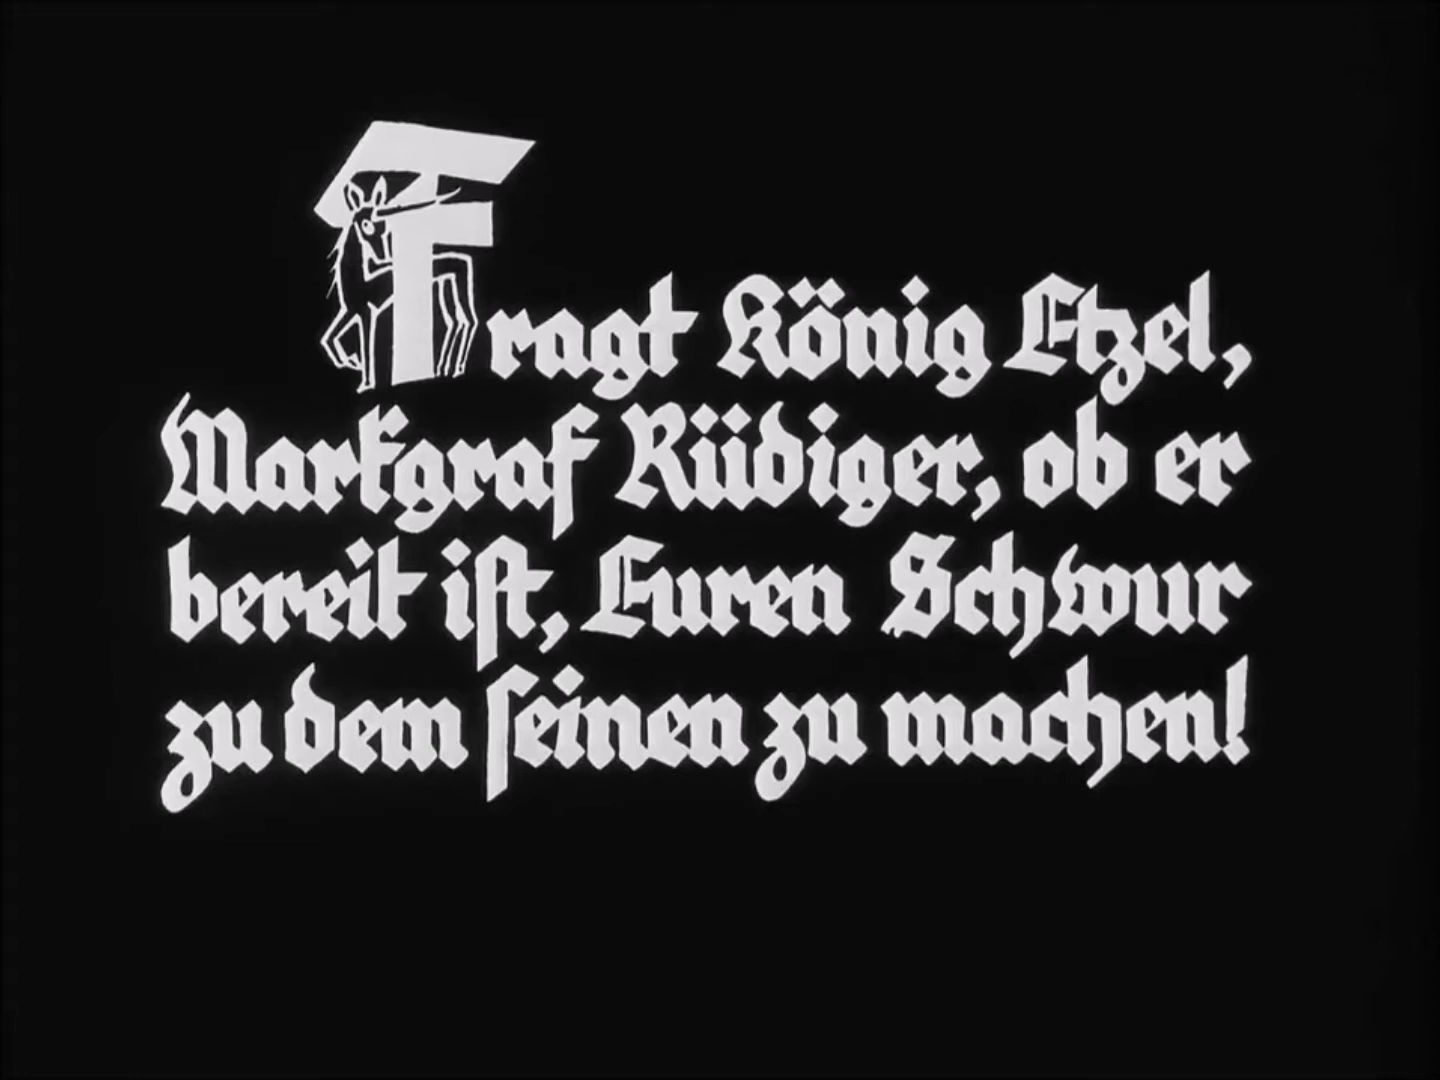 Fragt König Etzel,
Markgraf Rüdiger, ob er
bereit iſt, Euren Schwur
zu dem ſeinen zu machen!